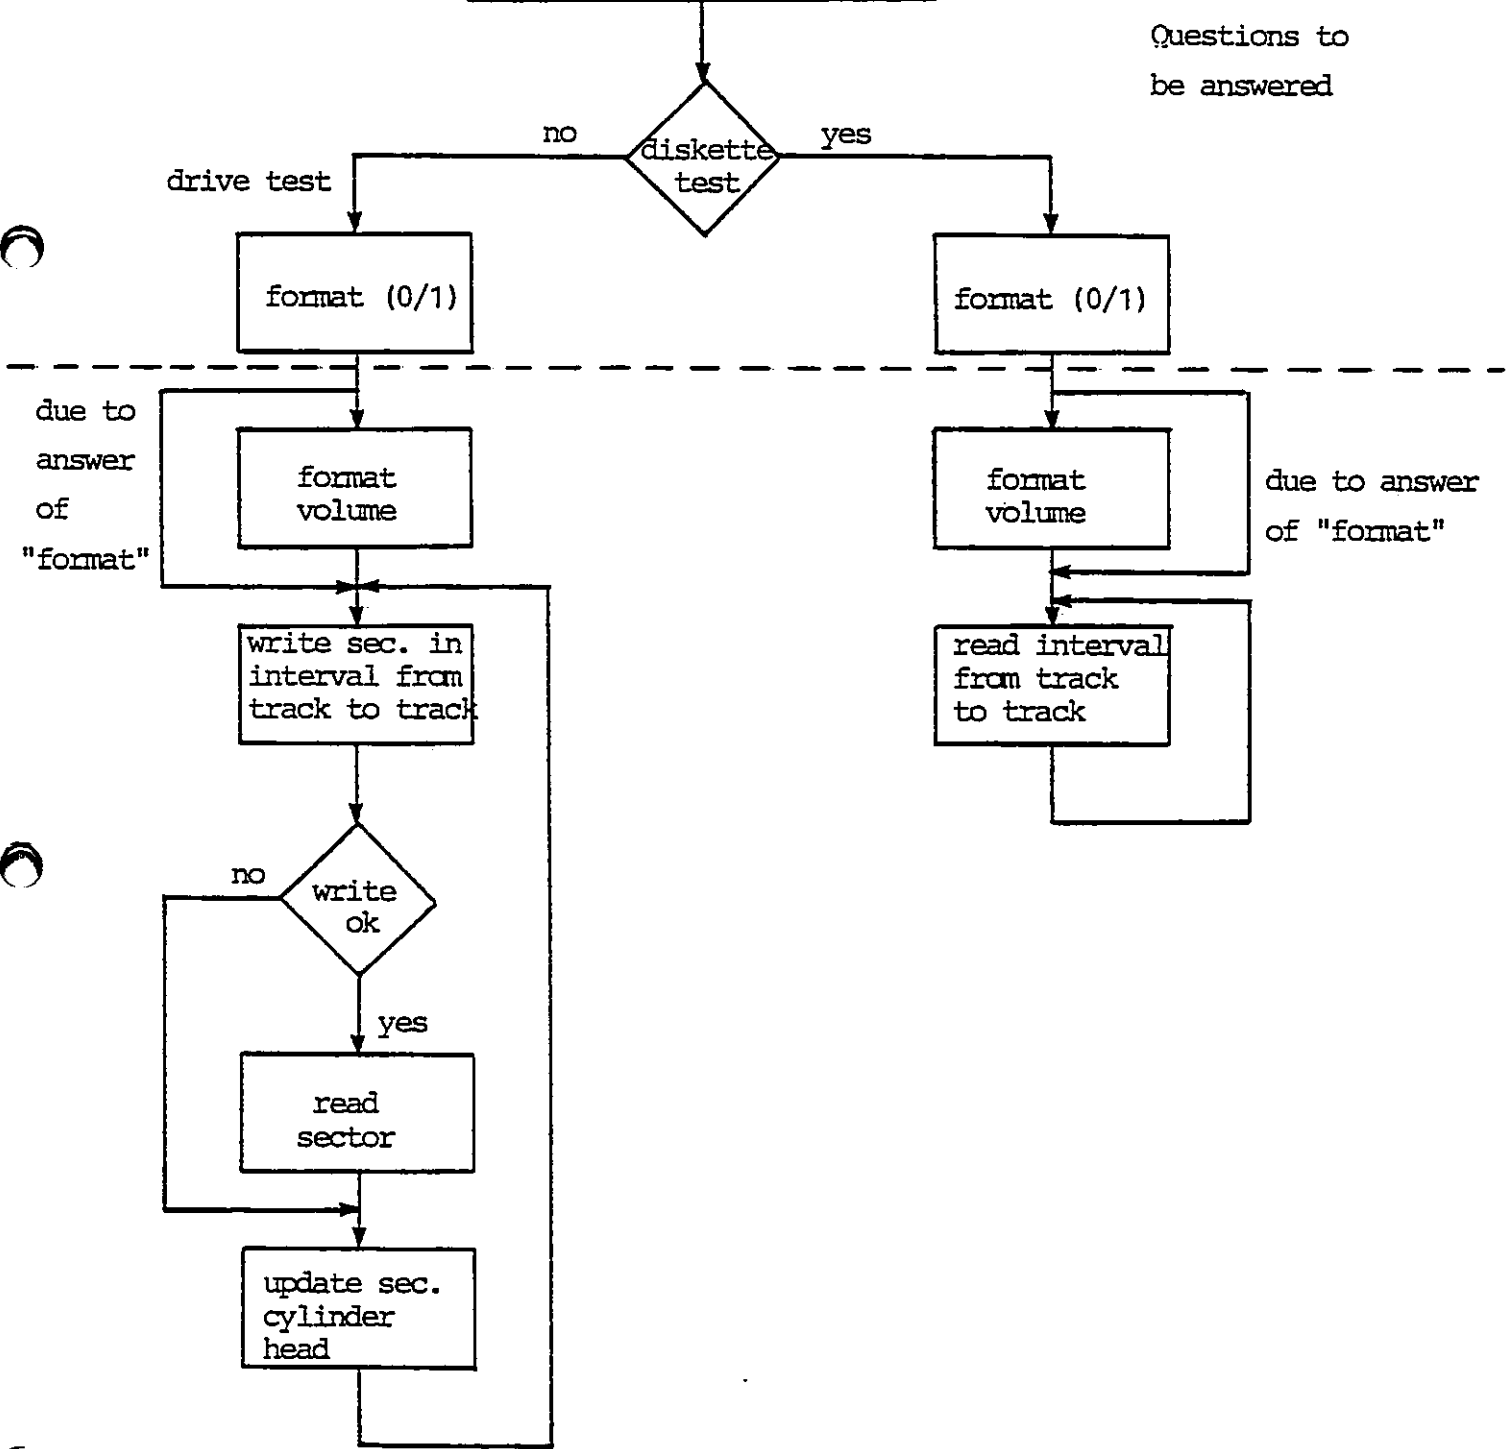 Questions to
be answered
no
yes
diskette
test
drive test
format (0/1)
format (0/1)
due to
answer
of
"format"
format
volume
format
volume
due to answer
of "format"
write sec. in
interval from
track to track
read interval
from track
to track
no
write
ok
yes
read
sector
update sec.
cylinder
head